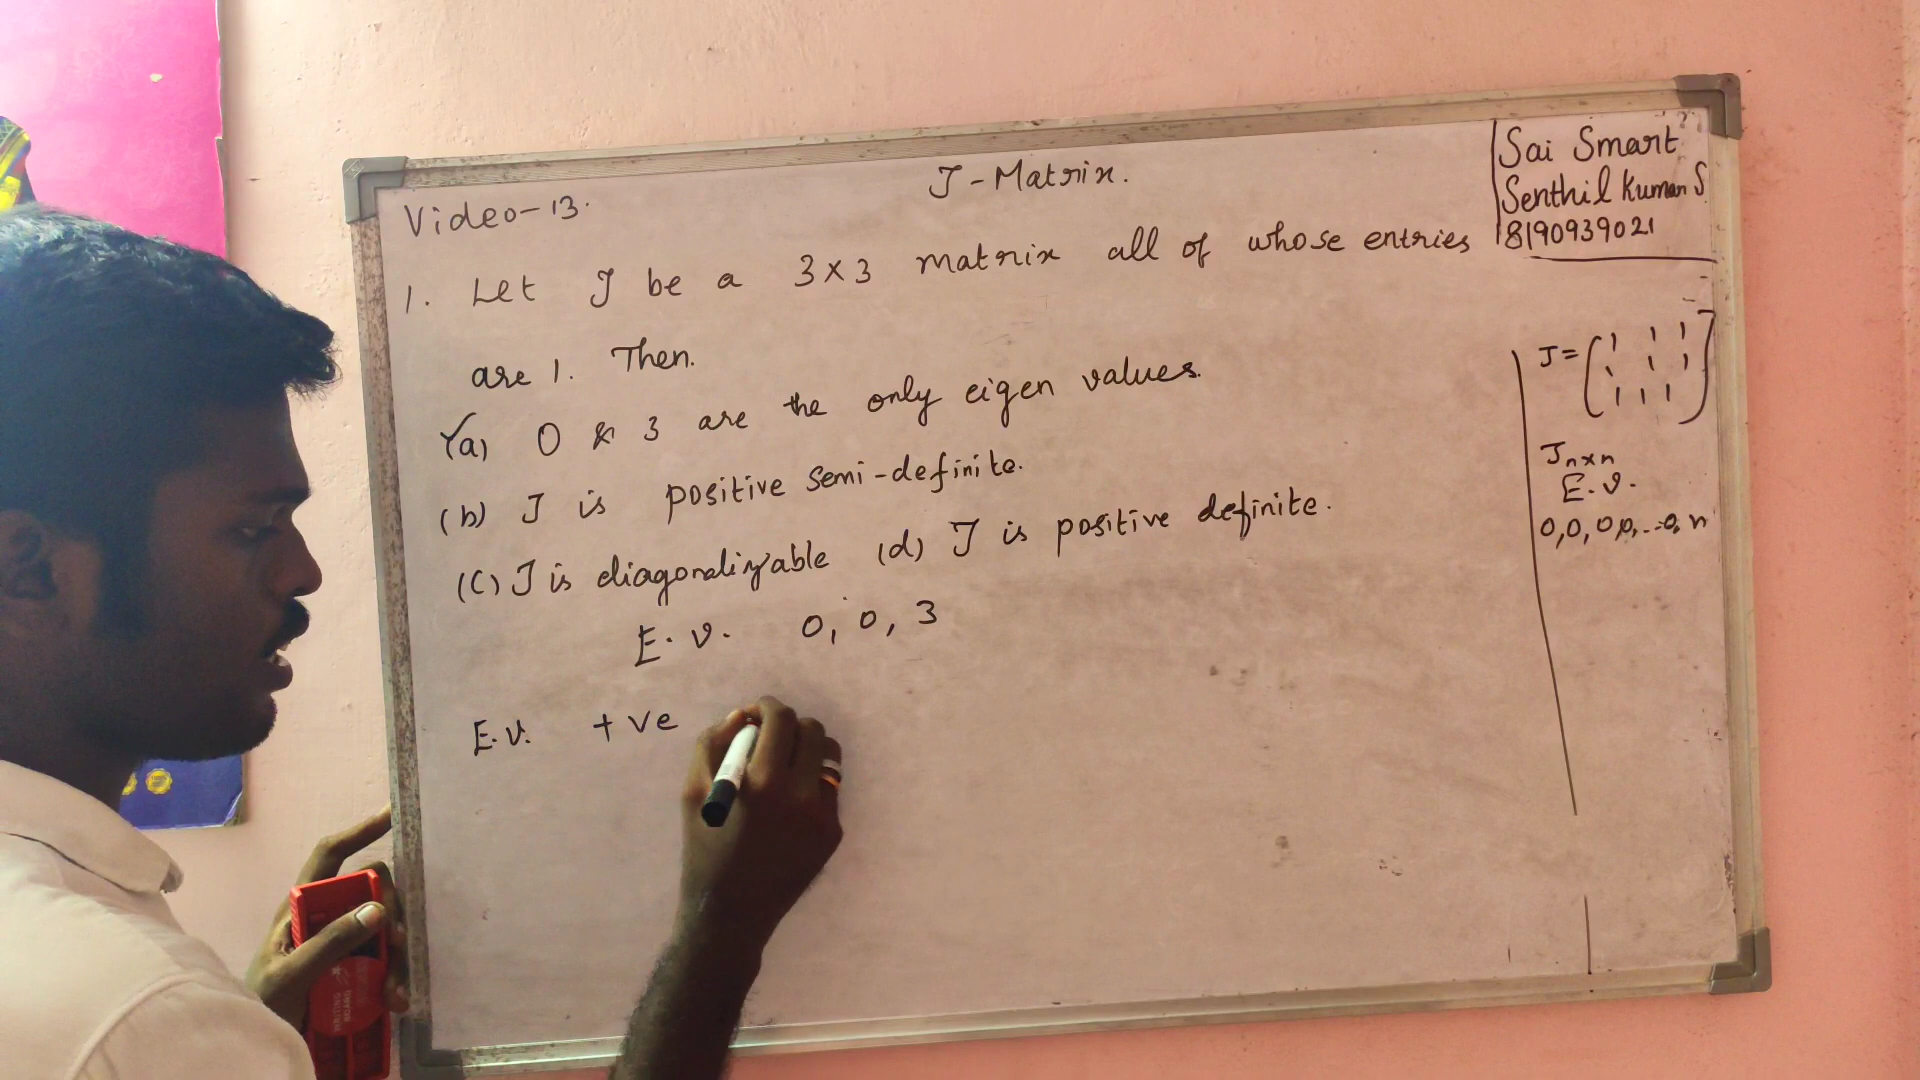 J-Matrix.
Sai Smart
Senthil Kumar S
8190939021
Video-13.
1. Let J be a 3×3 matrix all of whose entries
are 1. Then.
(a) 0 & 3 are the only eigen values.
(b) J is positive semi-definite.
(C) J is diagonalizable (d) J is positive definite.
E.v. 0, 0, 3
E.v. +ve
J = (1 1 1
1 1 1
1 1 1)
Jn×n
E.v.
0,0,0,0,...0,n